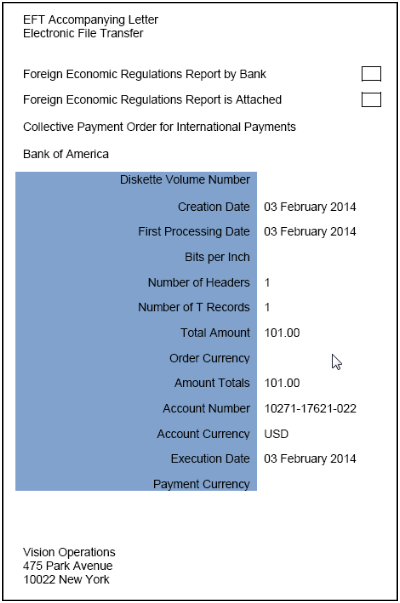 EFT Accompanying Letter
Electronic File Transfer
Foreign Economic Regulations Report by Bank
Foreign Economic Regulations Report is Attached
Collective Payment Order for International Payments
Bank of America
Diskette Volume Number
Creation Date 03 February 2014
First Processing Date 03 February 2014
Bits per Inch
Number of Headers 1
Number of T Records 1
Total Amount 101.00
Order Currency
Amount Totals 101.00
Account Number 10271-17621-022
Account Currency USD
Execution Date 03 February 2014
Payment Currency
Vision Operations
475 Park Avenue
10022 New York